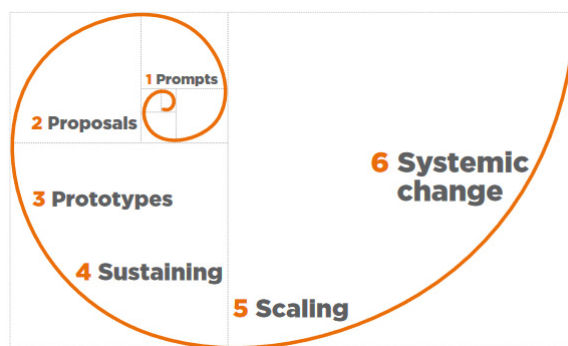 1 Prompts
2 Proposals
3 Prototypes
4 Sustaining
5 Scaling
6 Systemic
change